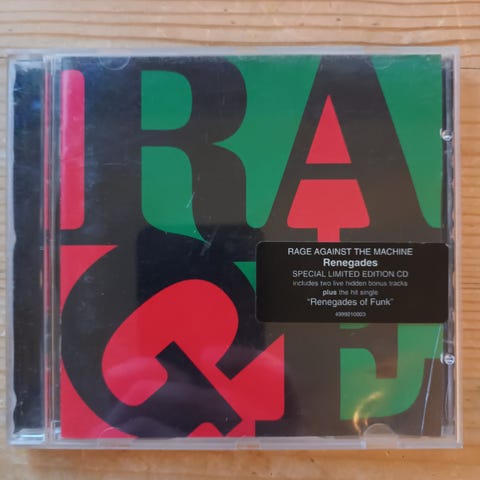 RA
GE
RAGE AGAINST THE MACHINE
Renegades
SPECIAL LIMITED EDITION CD
includes two live hidden bonus tracks
plus the hit single
"Renegades of Funk"
4999210003